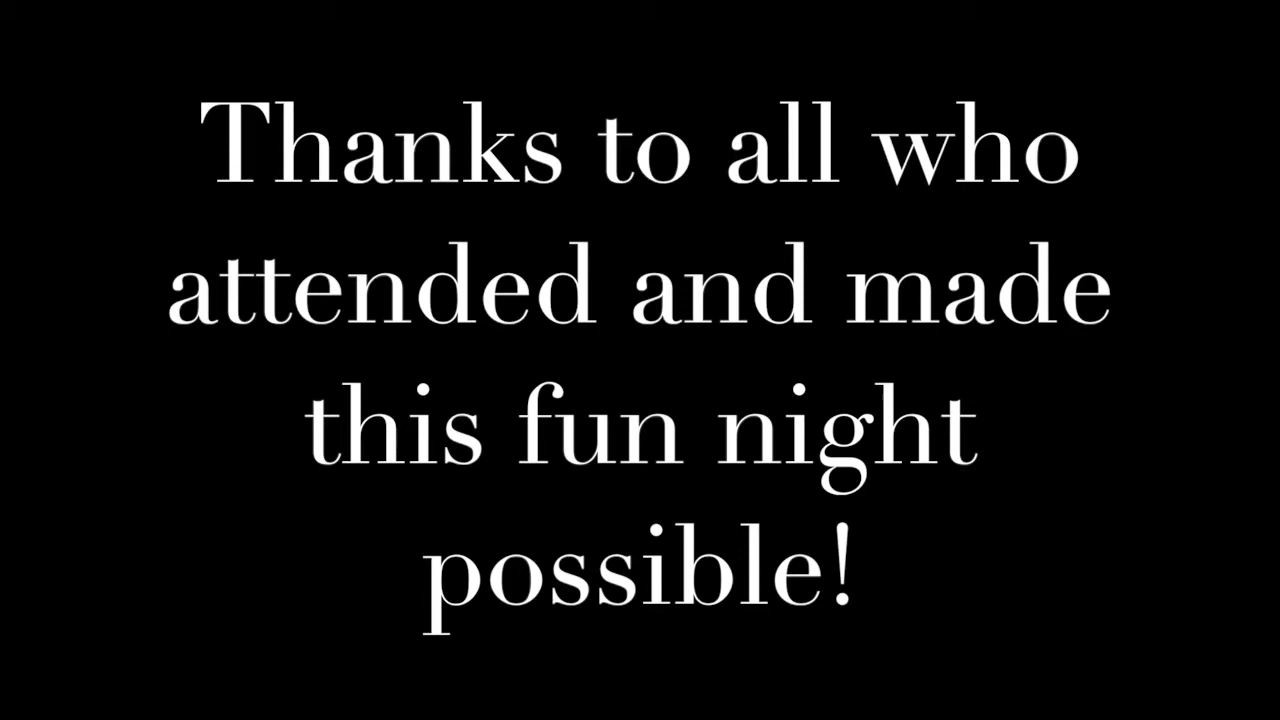 Thanks to all who
attended and made
this fun night
possible!